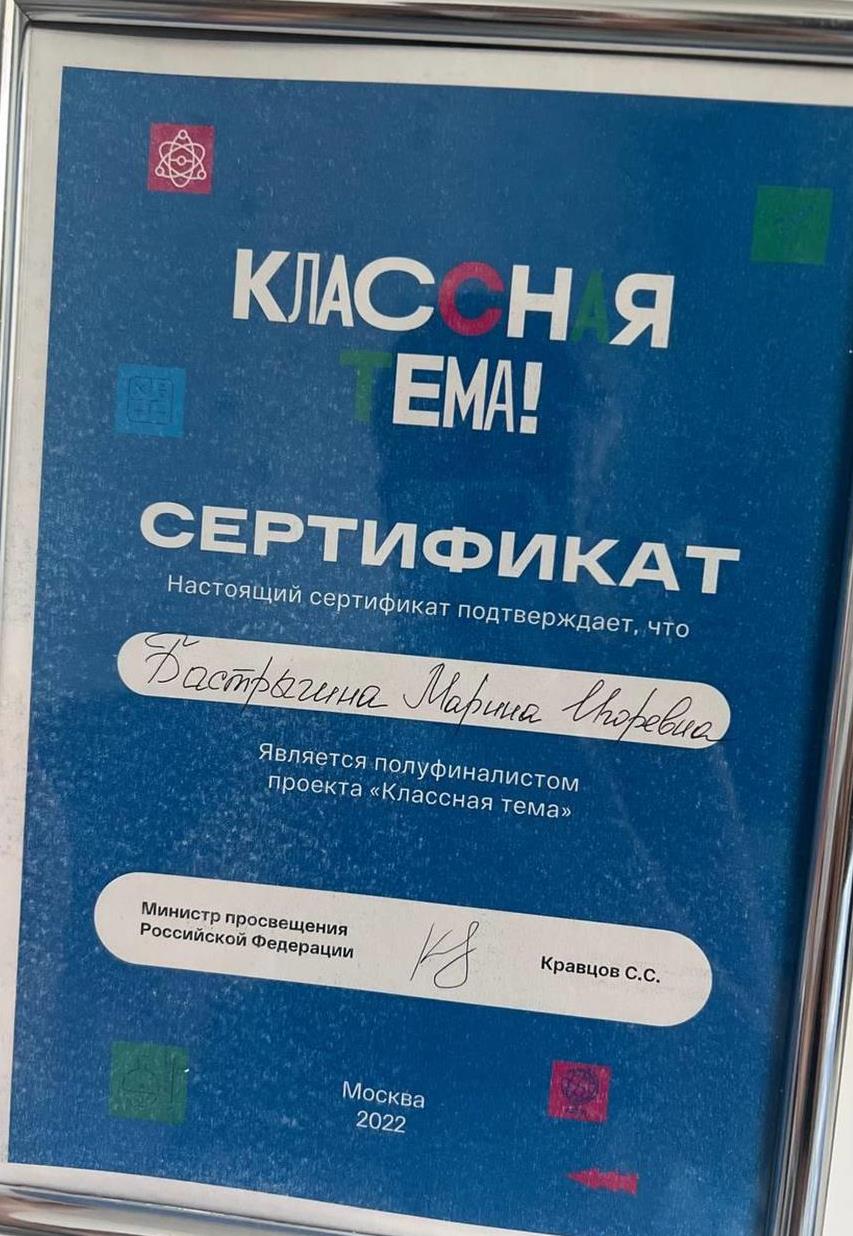 КЛАССНАЯ
ТЕМА!
СЕРТИФИКАТ
Настоящий сертификат подтверждает, что
Бастрыгина Марина Игоревна
Является полуфиналистом
проекта «Классная тема»
Министр просвещения
Российской Федерации
Кравцов С.С.
Москва
2022